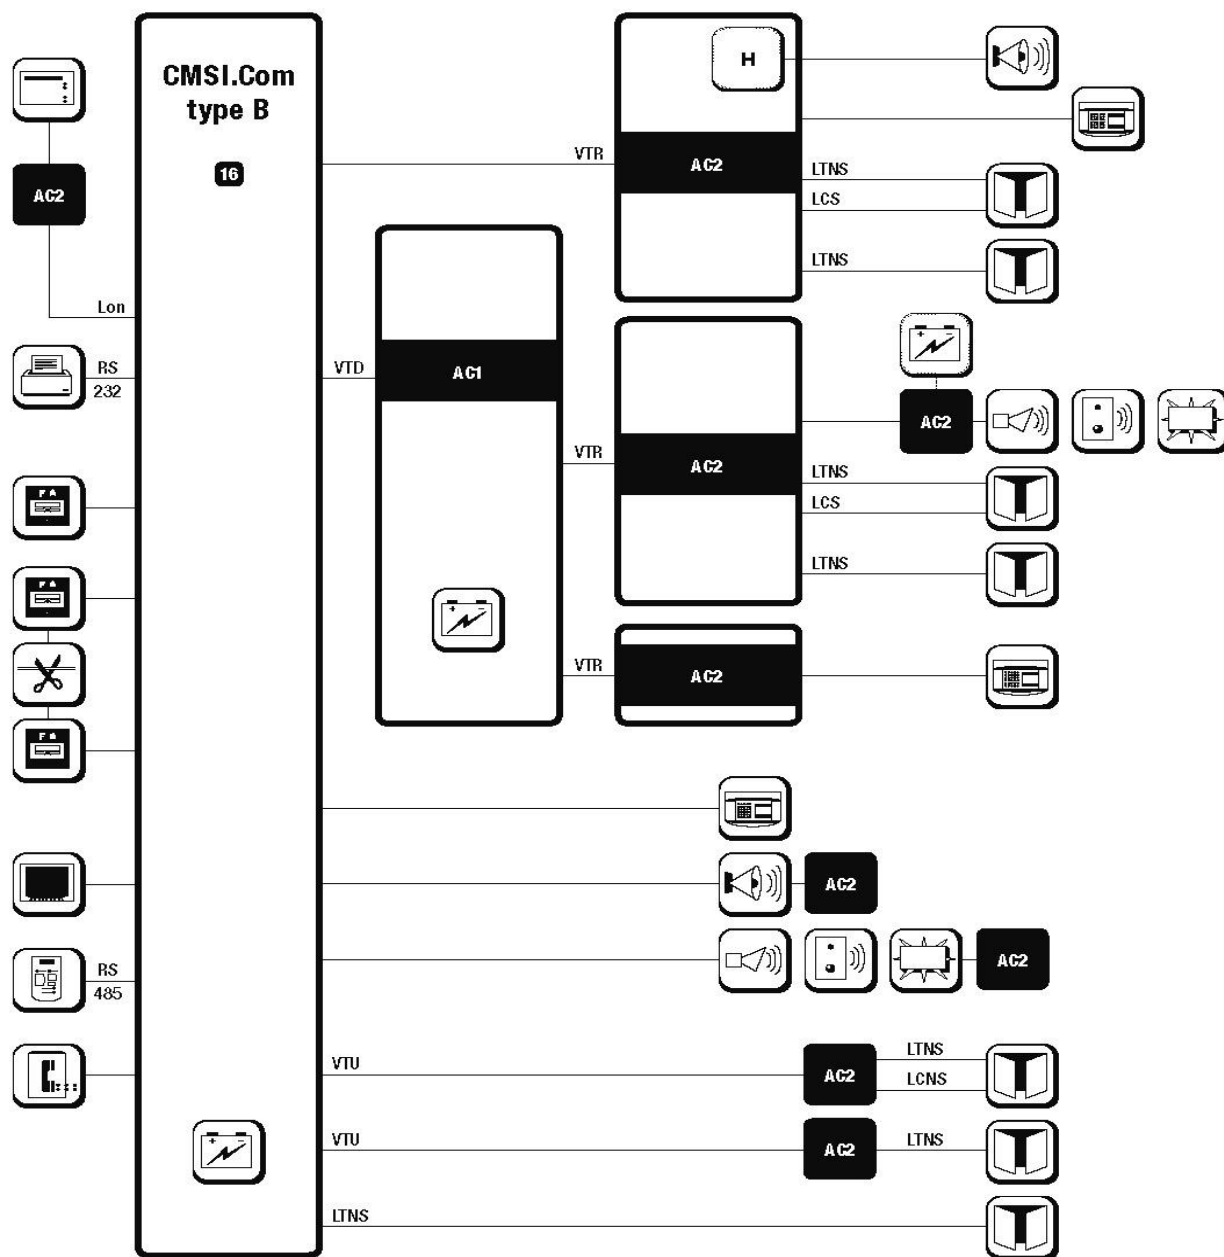 CMSI.Com
type B
16
AC2
Lon
RS
232
F A
F A
F A
RS
485
VTR
H
AC2
LTNS
LCS
LTNS
VTD
AC1
VTR
AC2
AC2
LTNS
LCS
LTNS
VTR
AC2
AC2
AC2
VTU
AC2
LTNS
LCNS
VTU
AC2
LTNS
LTNS